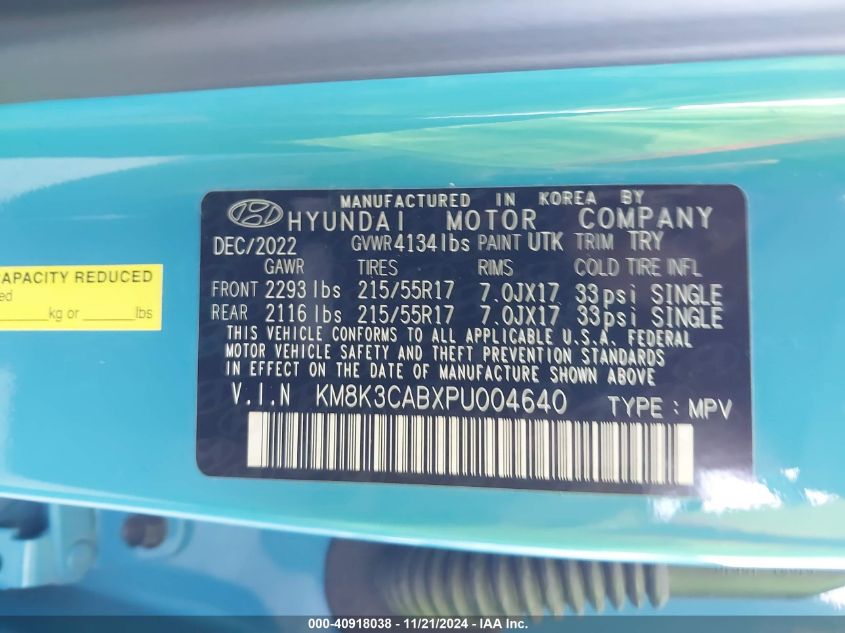 MANUFACTURED IN KOREA BY
HYUNDAI MOTOR COMPANY
DEC/2022 GVWR 4134 lbs PAINT UTK TRIM TRY
GAWR TIRES RIMS COLD TIRE INFL
FRONT 2293 lbs 215/55R17 7.0JX17 33psi SINGLE
REAR 2116 lbs 215/55R17 7.0JX17 33psi SINGLE
THIS VEHICLE CONFORMS TO ALL APPLICABLE U.S.A. FEDERAL
MOTOR VEHICLE SAFETY AND THEFT PREVENTION STANDARDS
IN EFFECT ON THE DATE OF MANUFACTURE SHOWN ABOVE
V.I.N KM8K3CABXPU004640 TYPE : MPV
CAPACITY REDUCED
kg or ______lbs
000-40918038 - 11/21/2024 - IAA, Inc.